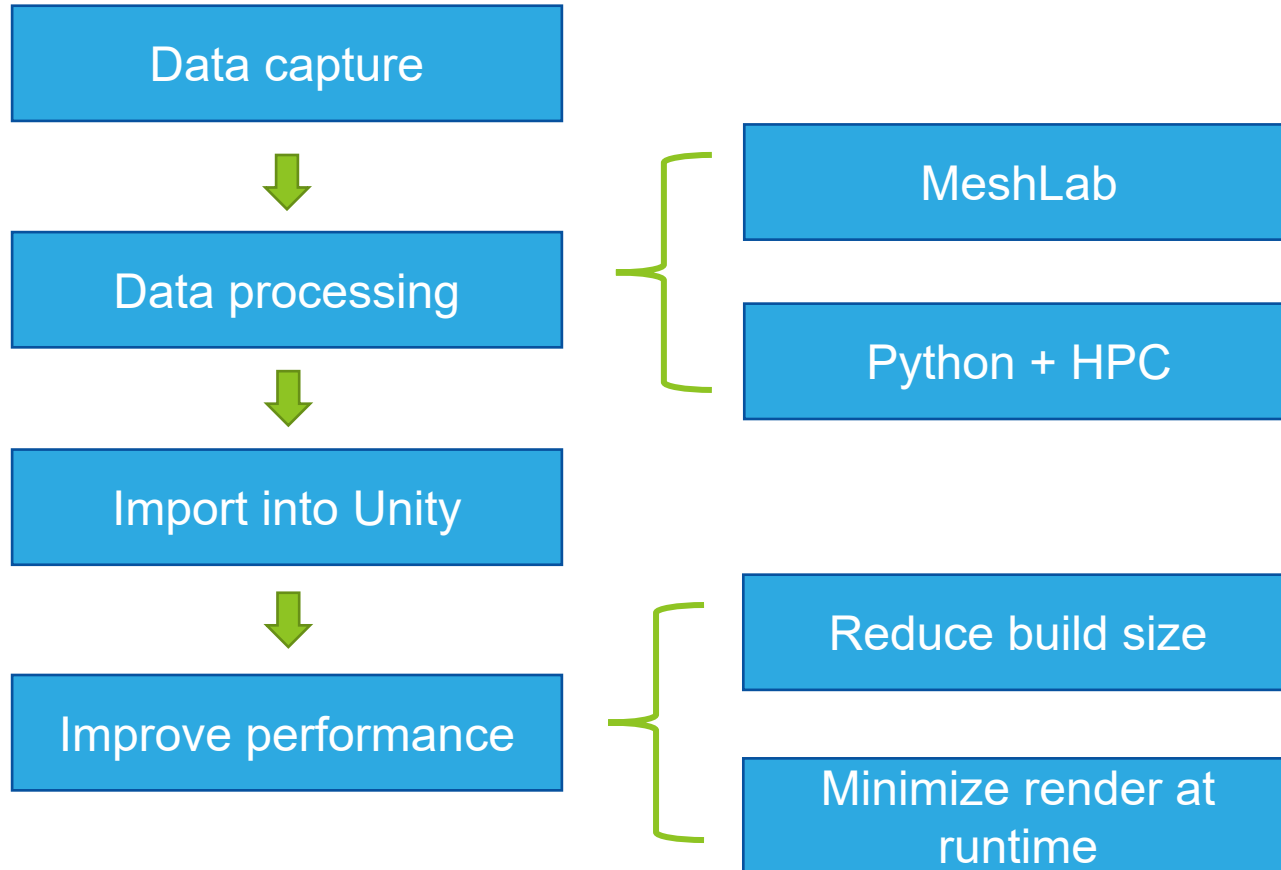 Data capture
MeshLab
Data processing
Python + HPC
Import into Unity
Reduce build size
Improve performance
Minimize render at
runtime